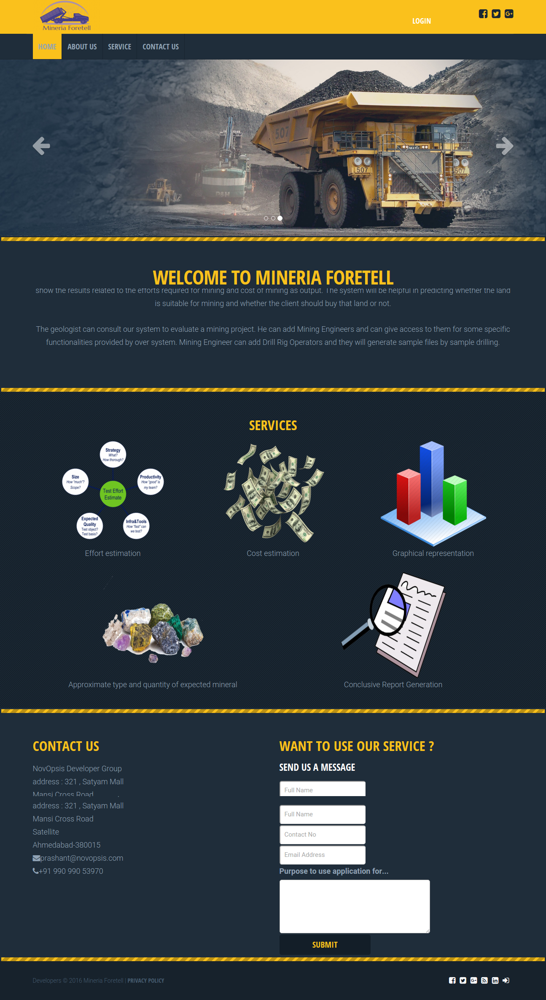 Mineria Foretell
LOGIN
HOME
ABOUT US
SERVICE
CONTACT US
507
507
507
P&H
WELCOME TO MINERIA FORETELL
show the results related to the efforts required for mining and cost of mining as output. The system will be helpful in predicting whether the land
is suitable for mining and whether the client should buy that land or not.
The geologist can consult our system to evaluate a mining project. He can add Mining Engineers and can give access to them for some specific
functionalities provided by over system. Mining Engineer can add Drill Rig Operators and they will generate sample files by sample drilling.
SERVICES
Strategy
What?
How thorough?
Size
How "much"?
Scope?
Productivity
How "good" is
my team?
Test Effort
Estimate
Expected
Quality
Test object?
Test basis?
Infra&Tools
How "fast" can
we test?
Effort estimation
Cost estimation
Graphical representation
Approximate type and quantity of expected mineral
Conclusive Report Generation
CONTACT US
NovOpsis Developer Group
address : 321 , Satyam Mall
Mansi Cross Road
address : 321 , Satyam Mall
Mansi Cross Road
Satellite
Ahmedabad-380015
prashant@novopsis.com
+91 990 990 53970
WANT TO USE OUR SERVICE ?
SEND US A MESSAGE
Full Name
Full Name
Contact No
Email Address
Purpose to use application for...
SUBMIT
Developers © 2016 Mineria Foretell | PRIVACY POLICY